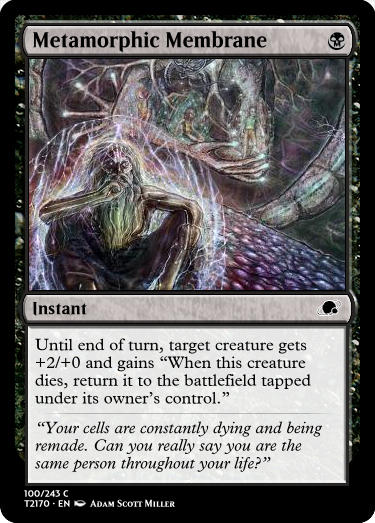 Metamorphic Membrane
Instant
Until end of turn, target creature gets
+2/+0 and gains “When this creature
dies, return it to the battlefield tapped
under its owner's control.”
“Your cells are constantly dying and being
remade. Can you really say you are the
same person throughout your life?”
100/243 C
T2170 • EN Adam Scott Miller